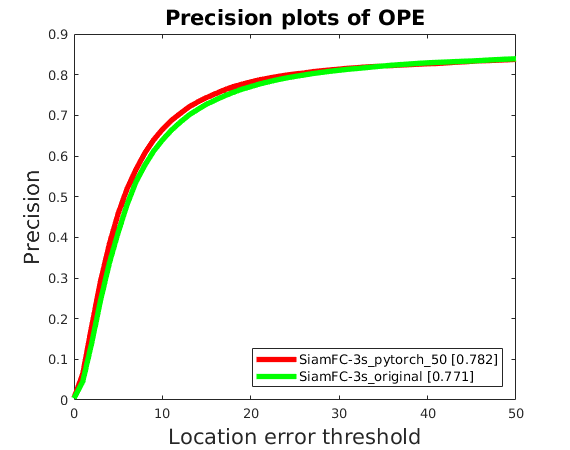 Precision plots of OPE
Precision
0.9
0.8
0.7
0.6
0.5
0.4
0.3
0.2
0.1
0
SiamFC-3s_pytorch_50 [0.782]
SiamFC-3s_original [0.771]
0 10 20 30 40 50
Location error threshold